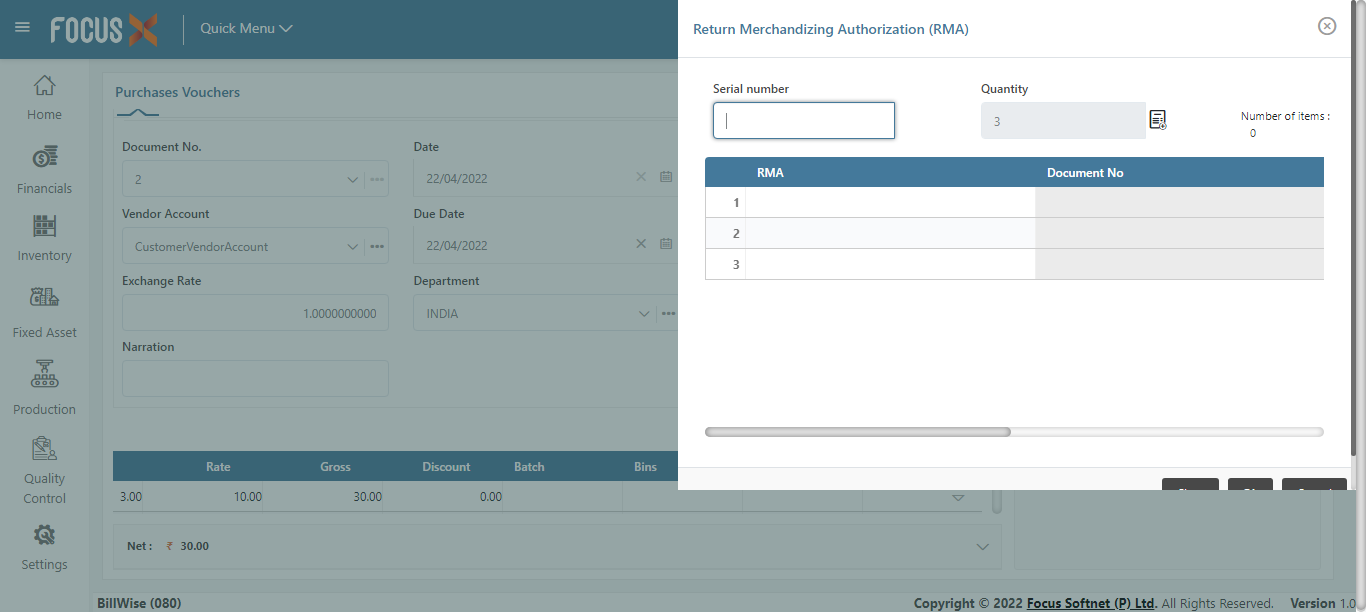 FOCUS X
Quick Menu
Return Merchandizing Authorization (RMA)
Home
Financials
Inventory
Fixed Asset
Production
Quality
Control
Settings
Purchases Vouchers
Document No.
2
Date
22/04/2022
Vendor Account
CustomerVendorAccount
Due Date
22/04/2022
Exchange Rate
1.0000000000
Department
INDIA
Narration
Rate Gross Discount Batch Bins
3.00 10.00 30.00 0.00
Net : ₹ 30.00
Serial number
Quantity
3
Number of items :
0
RMA Document No
1
2
3
BillWise (080)
Copyright © 2022 Focus Softnet (P) Ltd. All Rights Reserved. Version 1.0